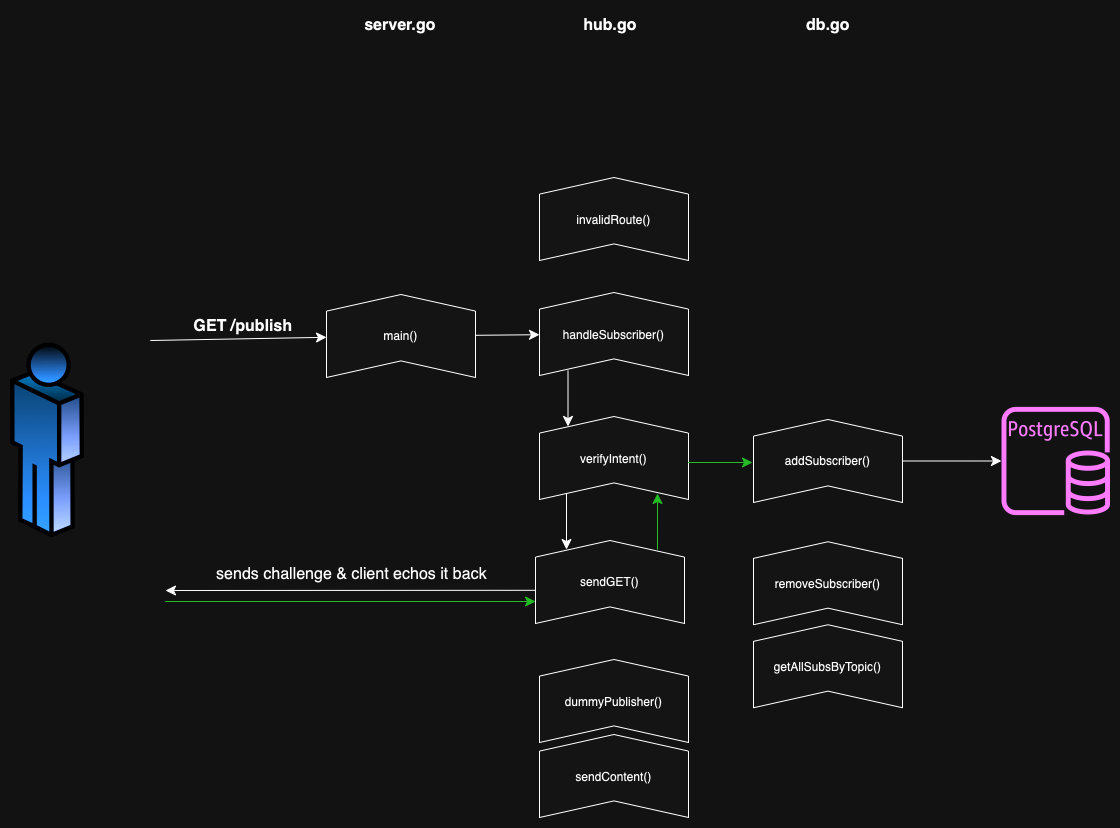 server.go
hub.go
db.go
invalidRoute()
GET /publish
main()
handleSubscriber()
PostgreSQL
verifyIntent()
addSubscriber()
sends challenge & client echos it back
sendGET()
removeSubscriber()
getAllSubsByTopic()
dummyPublisher()
sendContent()